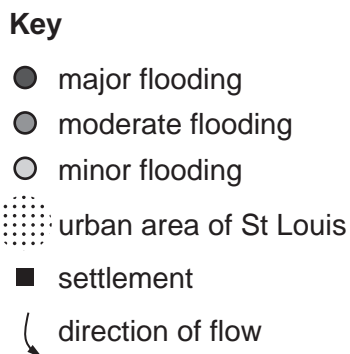 Key
major flooding
moderate flooding
minor flooding
urban area of St Louis
settlement
direction of flow